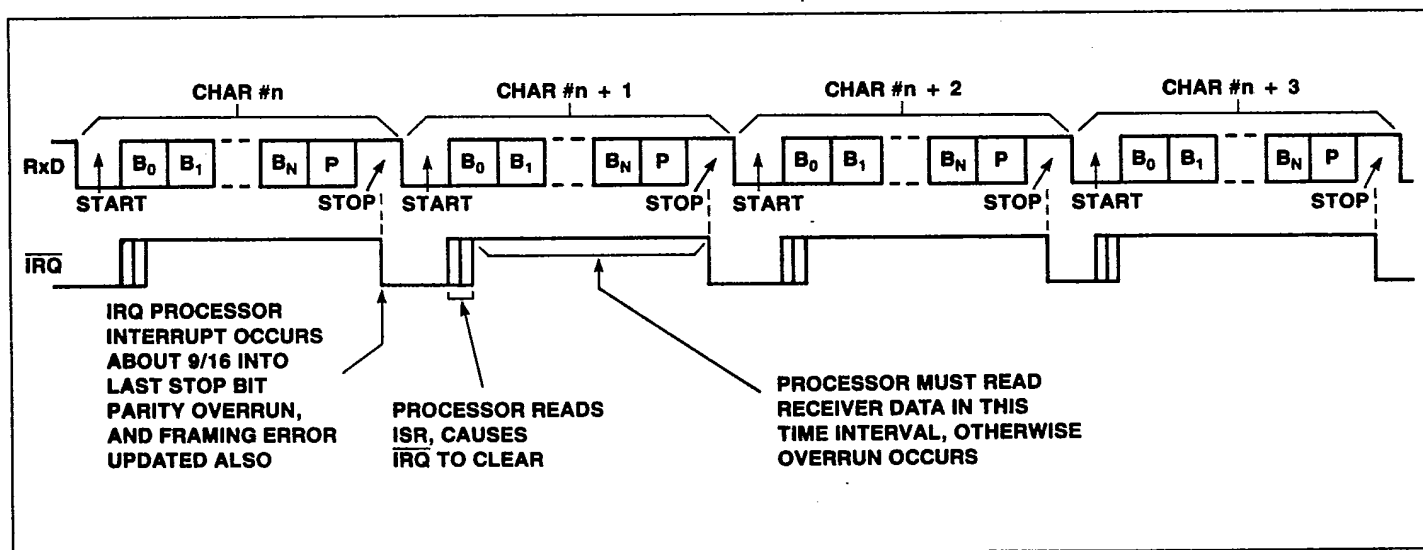 CHAR #n CHAR #n + 1 CHAR #n + 2 CHAR #n + 3
RxD B0 B1 BN P B0 B1 BN P B0 B1 BN P B0 B1 BN P
START STOP START STOP START STOP START STOP
IRQ
IRQ PROCESSOR
INTERRUPT OCCURS
ABOUT 9/16 INTO
LAST STOP BIT
PARITY OVERRUN,
AND FRAMING ERROR
UPDATED ALSO
PROCESSOR READS
ISR, CAUSES
IRQ TO CLEAR
PROCESSOR MUST READ
RECEIVER DATA IN THIS
TIME INTERVAL, OTHERWISE
OVERRUN OCCURS